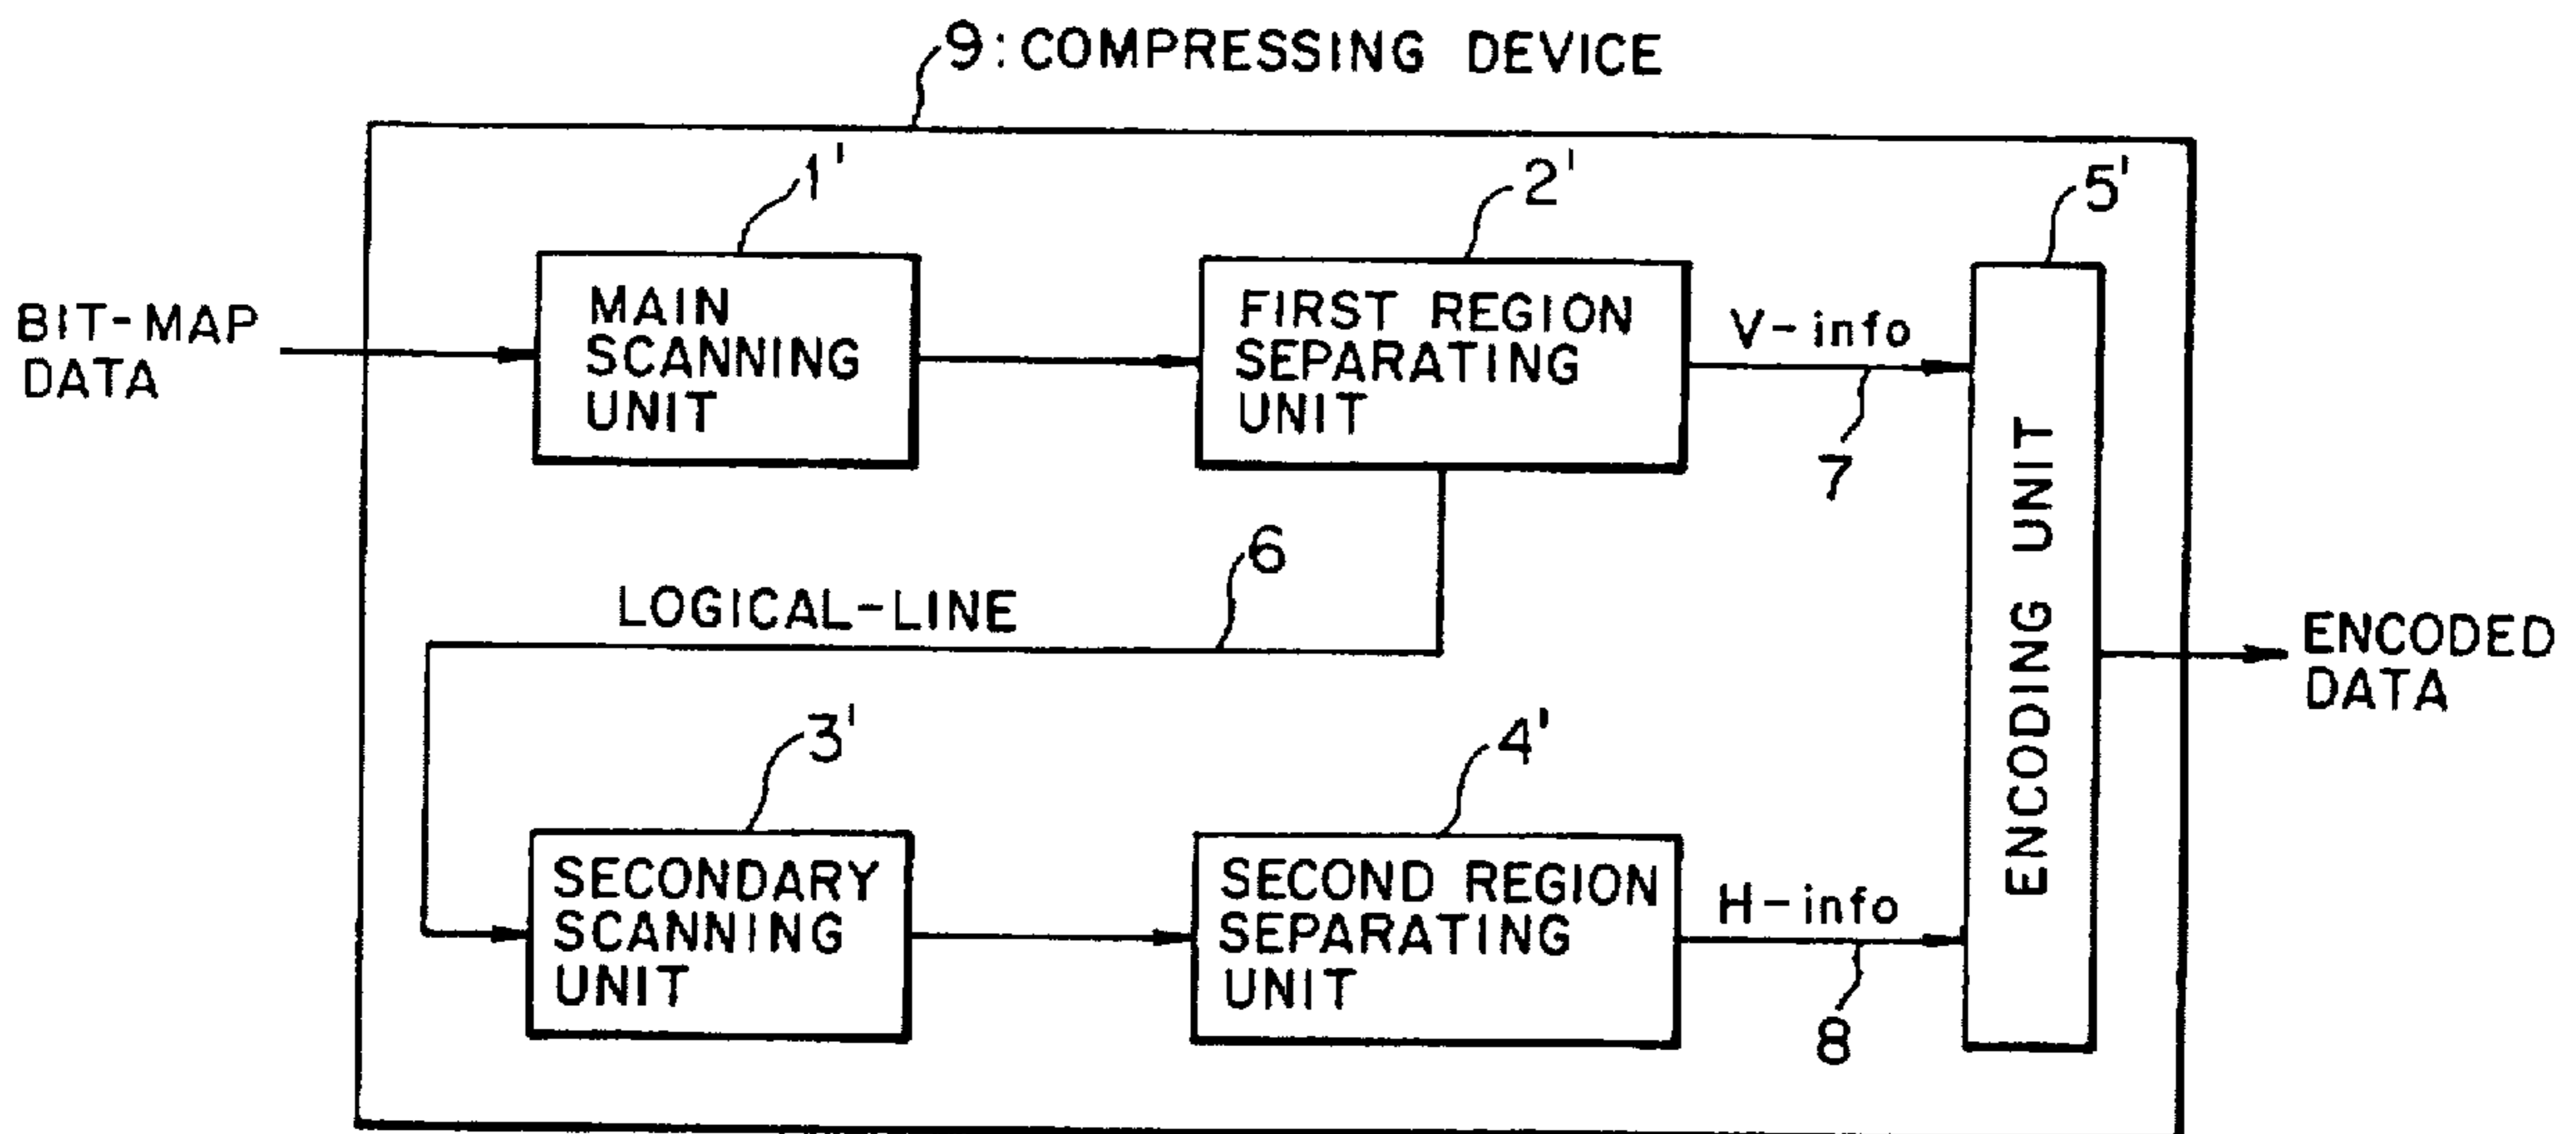 9: COMPRESSING DEVICE
1'
2'
5'
BIT-MAP
DATA
MAIN
SCANNING
UNIT
FIRST REGION
SEPARATING
UNIT
V-info
7
ENCODING UNIT
6
LOGICAL-LINE
ENCODED
DATA
3'
4'
SECONDARY
SCANNING
UNIT
SECOND REGION
SEPARATING
UNIT
H-info
8